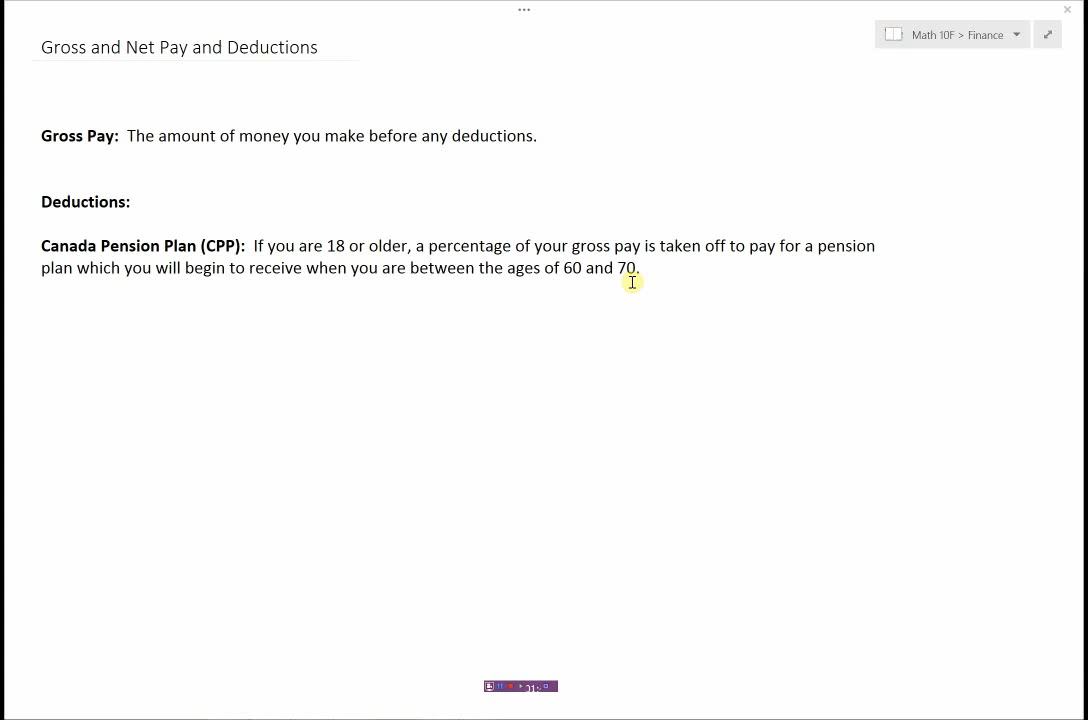 Gross and Net Pay and Deductions
Math 10F > Finance
Gross Pay: The amount of money you make before any deductions.
Deductions:
Canada Pension Plan (CPP): If you are 18 or older, a percentage of your gross pay is taken off to pay for a pension
plan which you will begin to receive when you are between the ages of 60 and 70.